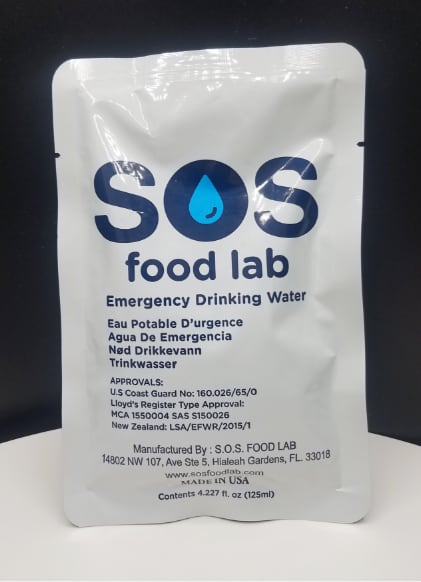 SOS
food lab
Emergency Drinking Water
Eau Potable D'urgence
Agua De Emergencia
Nød Drikkevann
Trinkwasser
APPROVALS:
U.S Coast Guard No: 160.026/65/0
Lloyd's Register Type Approval:
MCA 1550004 SAS S150026
New Zealand: LSA/EFWR/2015/1
Manufactured By : S.O.S. FOOD LAB
14802 NW 107, Ave Ste 5, Hialeah Gardens, FL. 33018
www.sosfoodlab.com
MADE IN USA
Contents 4.227 fl. oz (125ml)